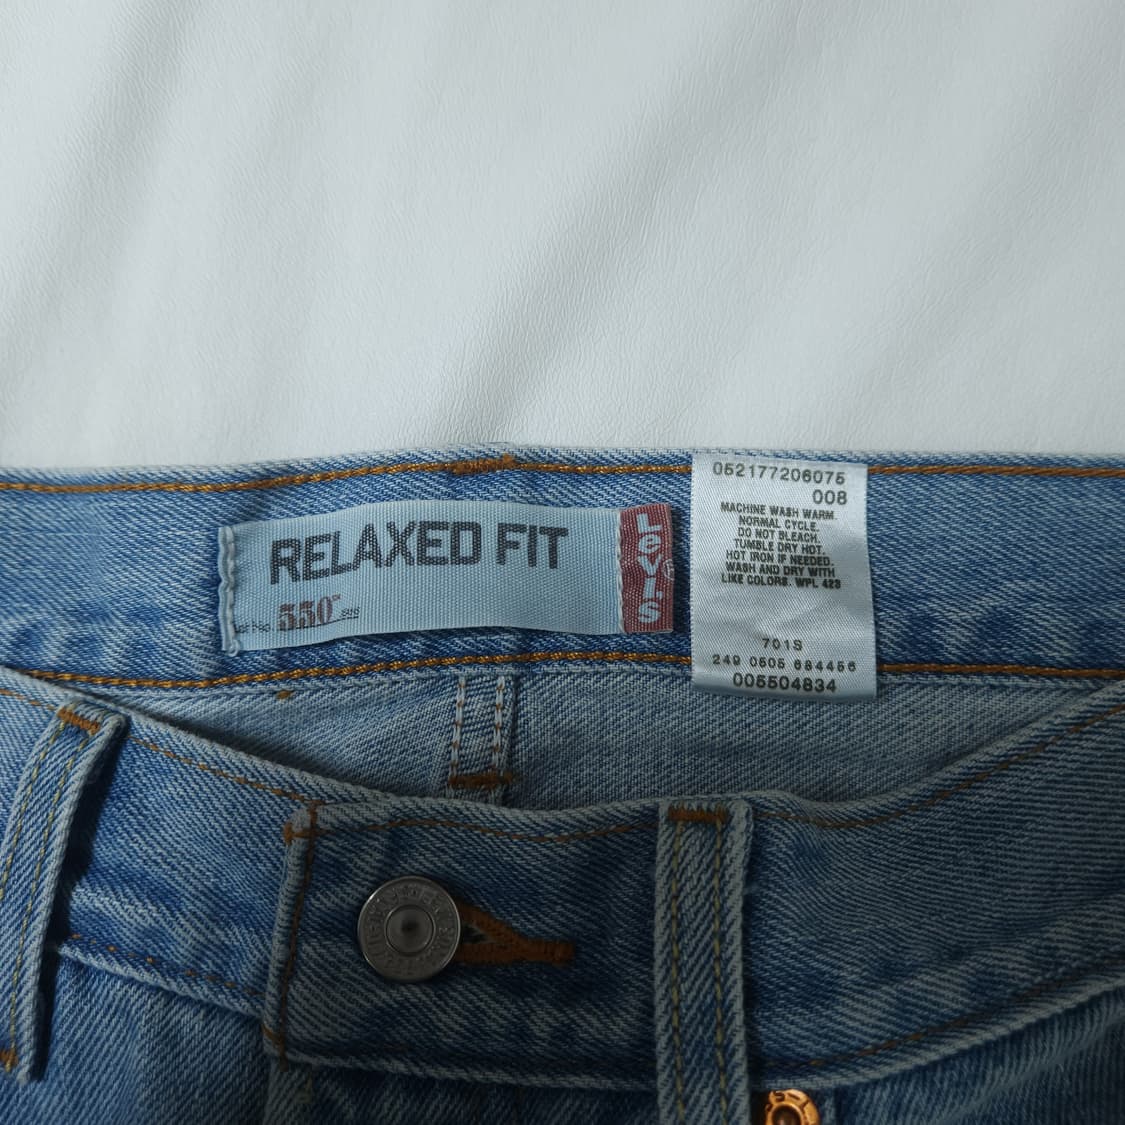 RELAXED FIT
550™
Levi's®
052177206075
008
MACHINE WASH WARM.
NORMAL CYCLE.
DO NOT BLEACH.
TUMBLE DRY HOT.
HOT IRON IF NEEDED.
WASH AND DRY WITH
LIKE COLORS. WPL 423
701S
249 0505 684456
005504834